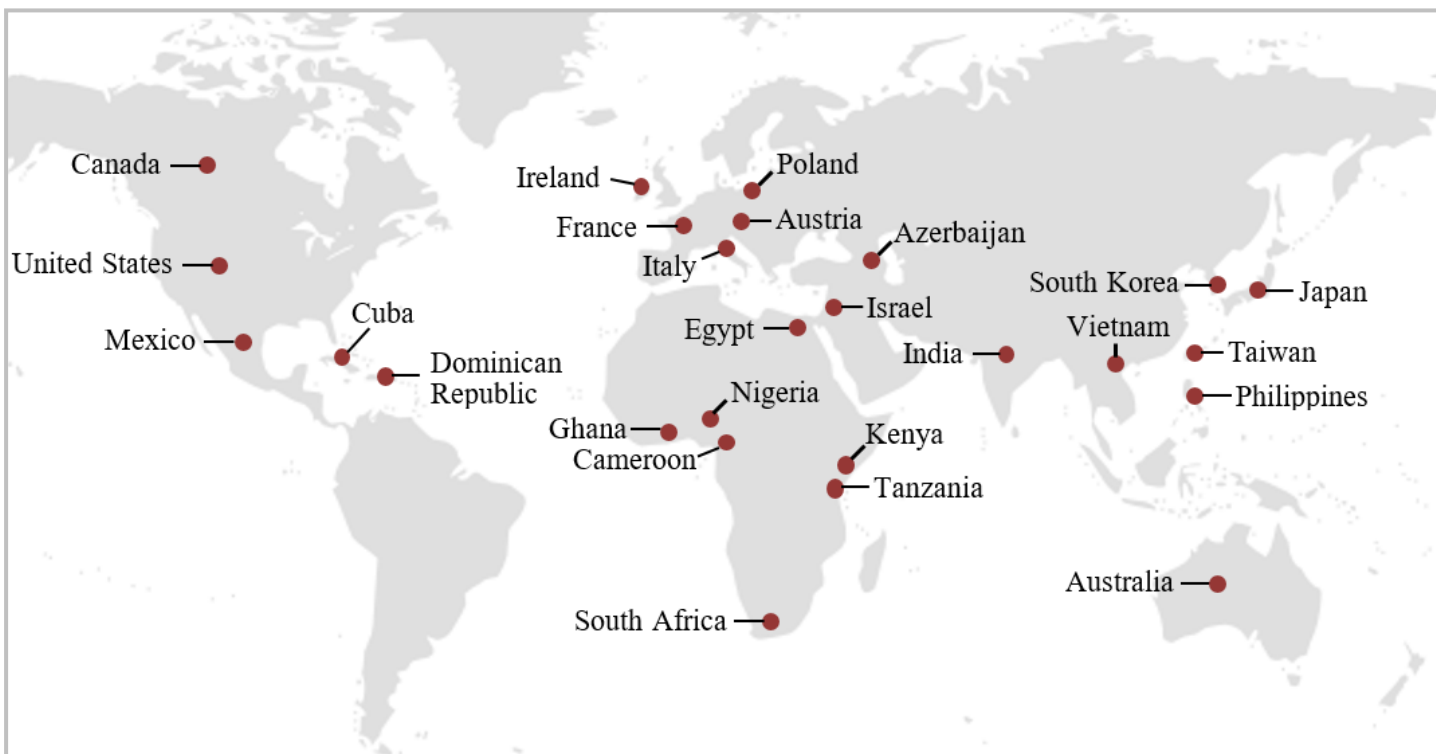 Canada
Ireland
Poland
France
Austria
Azerbaijan
United States
Italy
South Korea
Japan
Cuba
Israel
Mexico
Egypt
Vietnam
India
Taiwan
Dominican
Republic
Nigeria
Philippines
Ghana
Kenya
Cameroon
Tanzania
Australia
South Africa